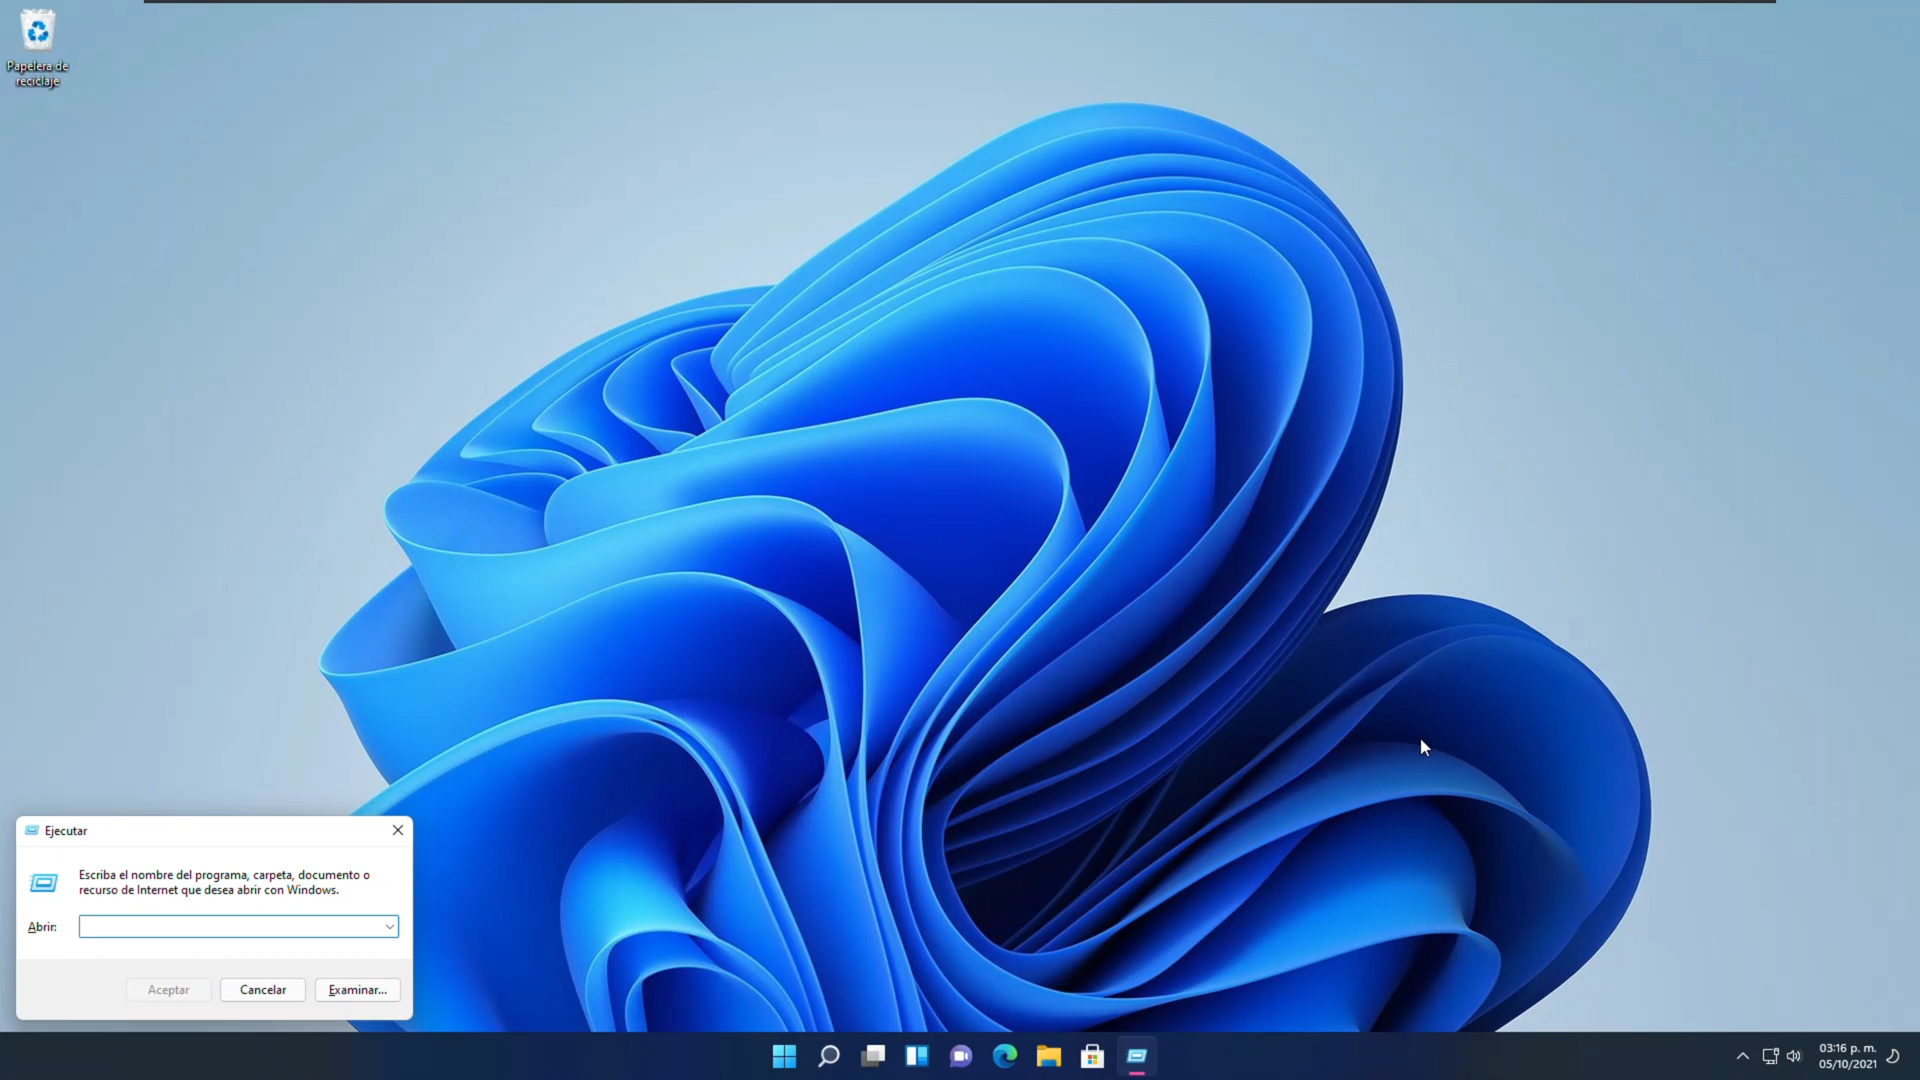 Papelera de
reciclaje
Ejecutar
Escriba el nombre del programa, carpeta, documento o
recurso de Internet que desea abrir con Windows.
Abrir:
Aceptar
Cancelar
Examinar...
03:16 p. m.
05/10/2021